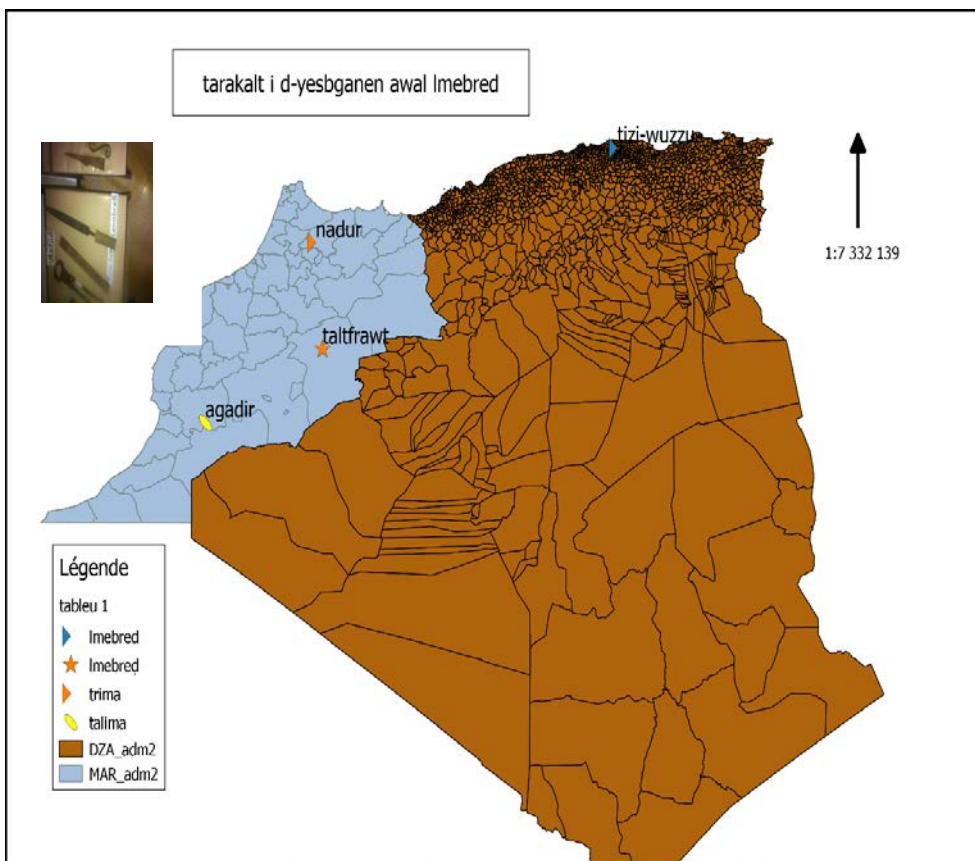 tarakalt i d-yesbganen awal lmebred
tizi-wuzzu
nadur
1:7 332 139
taltfrawt
agadir
Légende
tableu 1
lmebred
lmebreḍ
trima
talima
DZA_adm2
MAR_adm2